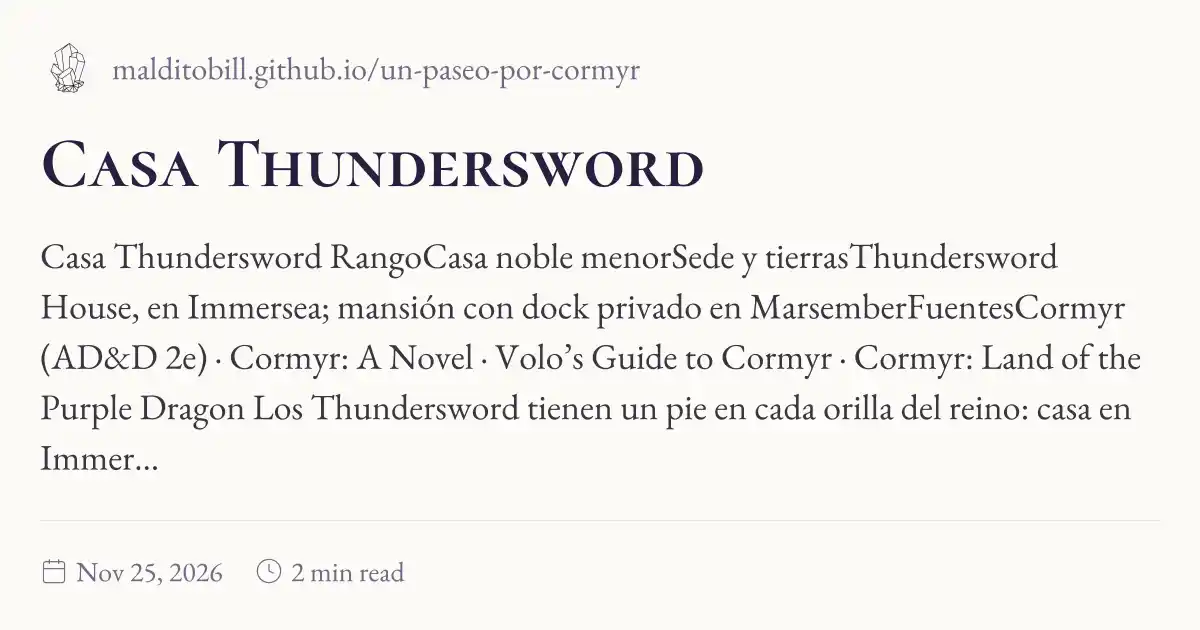 malditobill.github.io/un-paseo-por-cormyr
Casa Thundersword
Casa Thundersword RangoCasa noble menorSede y tierrasThundersword
House, en Immersea; mansión con dock privado en MarsemberFuentesCormyr
(AD&D 2e) · Cormyr: A Novel · Volo’s Guide to Cormyr · Cormyr: Land of the
Purple Dragon Los Thundersword tienen un pie en cada orilla del reino: casa en
Immer...
Nov 25, 2026
2 min read